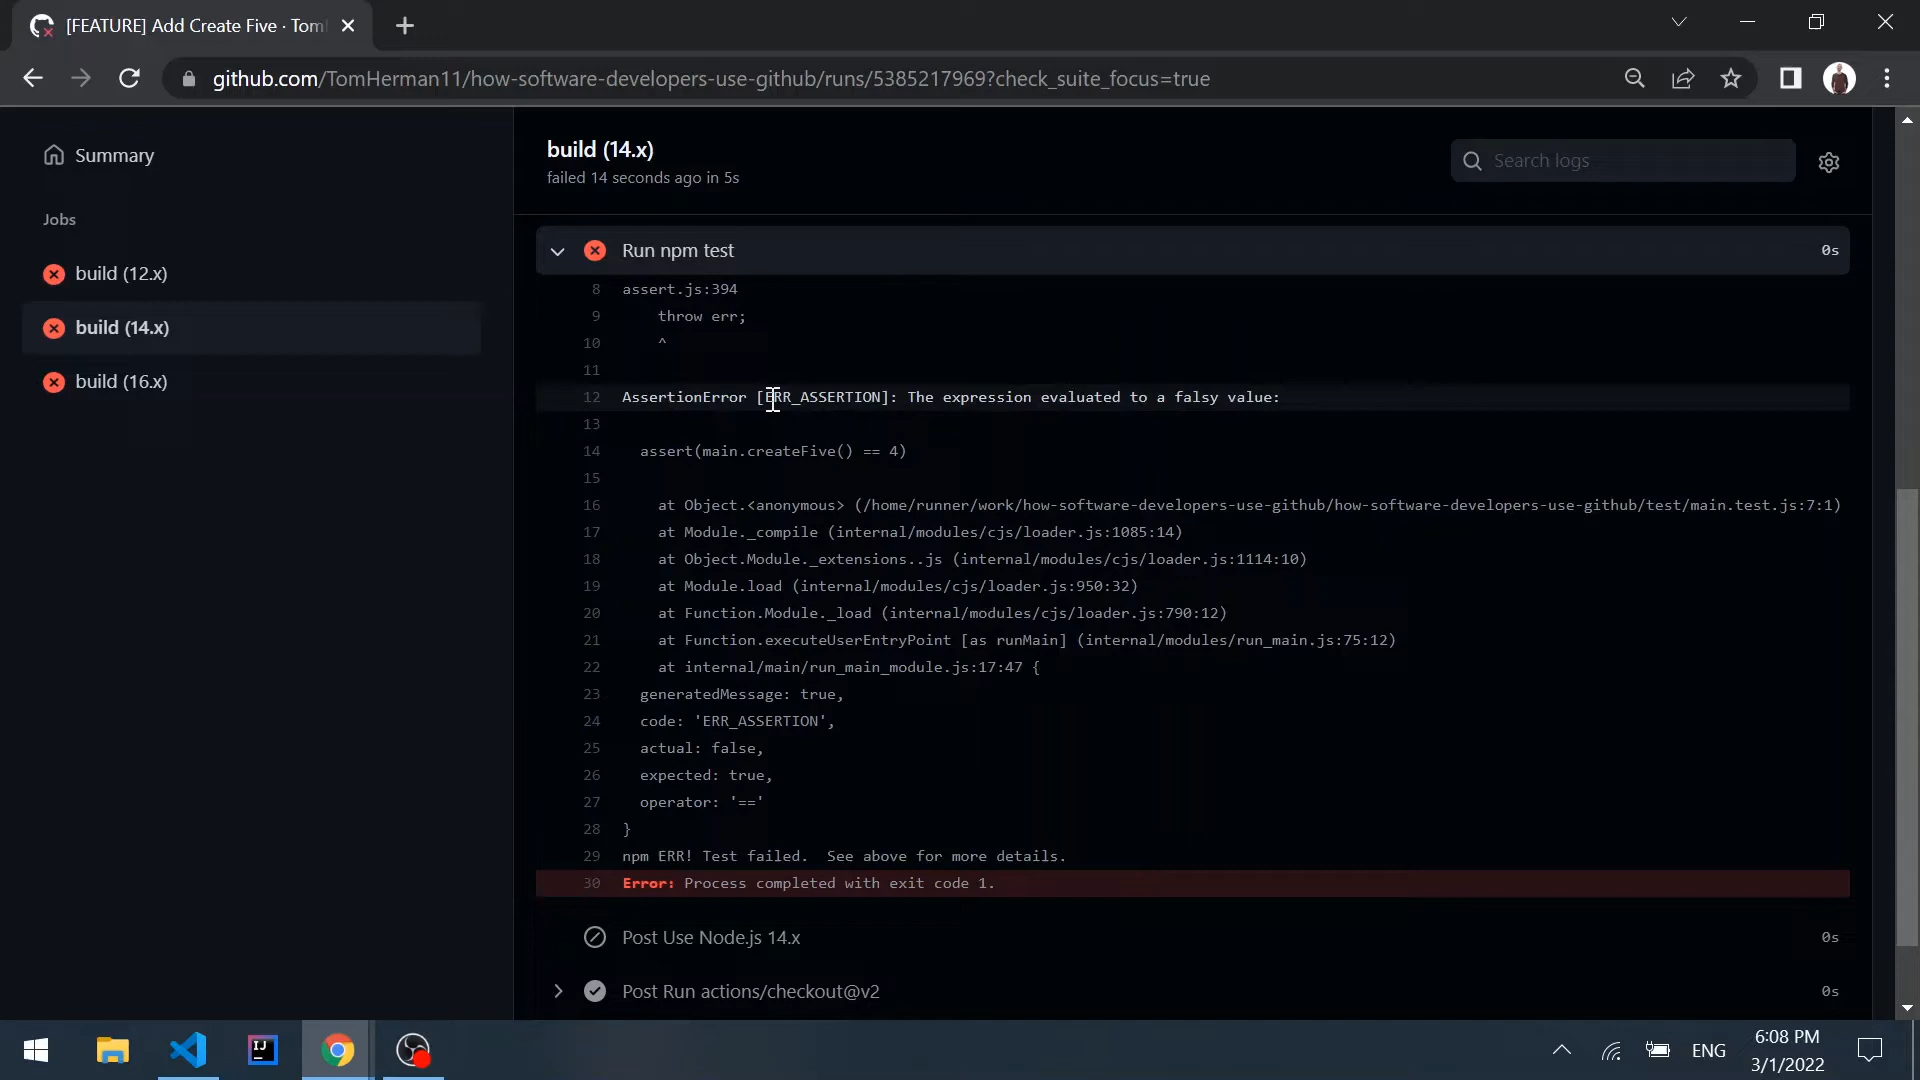 [FEATURE] Add Create Five · Tom
github.com/TomHerman11/how-software-developers-use-github/runs/5385217969?check_suite_focus=true
Summary
Jobs
build (12.x)
build (14.x)
build (16.x)
build (14.x)
failed 14 seconds ago in 5s
Search logs
Run npm test 0s
8 assert.js:394
9 throw err;
10 ^
11
12 AssertionError [ERR_ASSERTION]: The expression evaluated to a falsy value:
13
14 assert(main.createFive() == 4)
15
16 at Object.<anonymous> (/home/runner/work/how-software-developers-use-github/how-software-developers-use-github/test/main.test.js:7:1)
17 at Module._compile (internal/modules/cjs/loader.js:1085:14)
18 at Object.Module._extensions..js (internal/modules/cjs/loader.js:1114:10)
19 at Module.load (internal/modules/cjs/loader.js:950:32)
20 at Function.Module._load (internal/modules/cjs/loader.js:790:12)
21 at Function.executeUserEntryPoint [as runMain] (internal/modules/run_main.js:75:12)
22 at internal/main/run_main_module.js:17:47 {
23 generatedMessage: true,
24 code: 'ERR_ASSERTION',
25 actual: false,
26 expected: true,
27 operator: '=='
28 }
29 npm ERR! Test failed.  See above for more details.
30 Error: Process completed with exit code 1.
Post Use Node.js 14.x 0s
Post Run actions/checkout@v2 0s
IJ
ENG
6:08 PM
3/1/2022